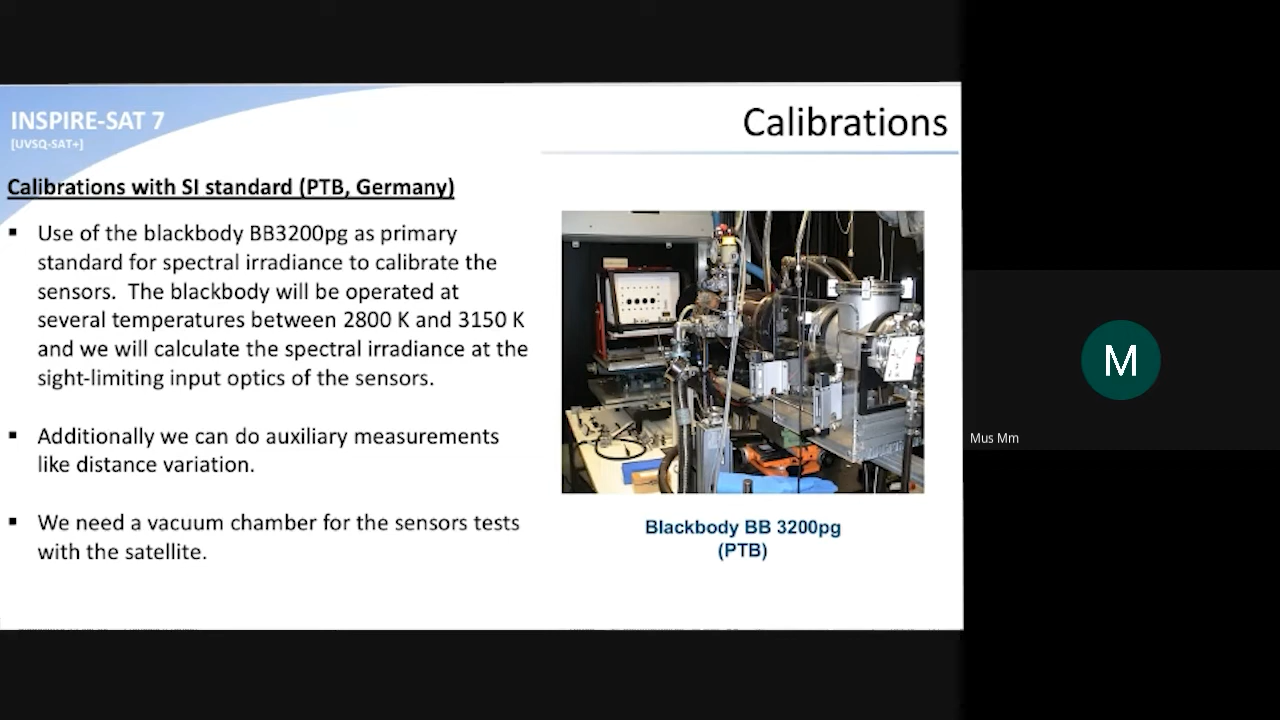 INSPIRE-SAT 7
[UVSQ-SAT+]
Calibrations
Calibrations with SI standard (PTB, Germany)
▪ Use of the blackbody BB3200pg as primary
standard for spectral irradiance to calibrate the
sensors. The blackbody will be operated at
several temperatures between 2800 K and 3150 K
and we will calculate the spectral irradiance at the
sight-limiting input optics of the sensors.
▪ Additionally we can do auxiliary measurements
like distance variation.
▪ We need a vacuum chamber for the sensors tests
with the satellite.
Blackbody BB 3200pg
(PTB)
M
Mus Mm